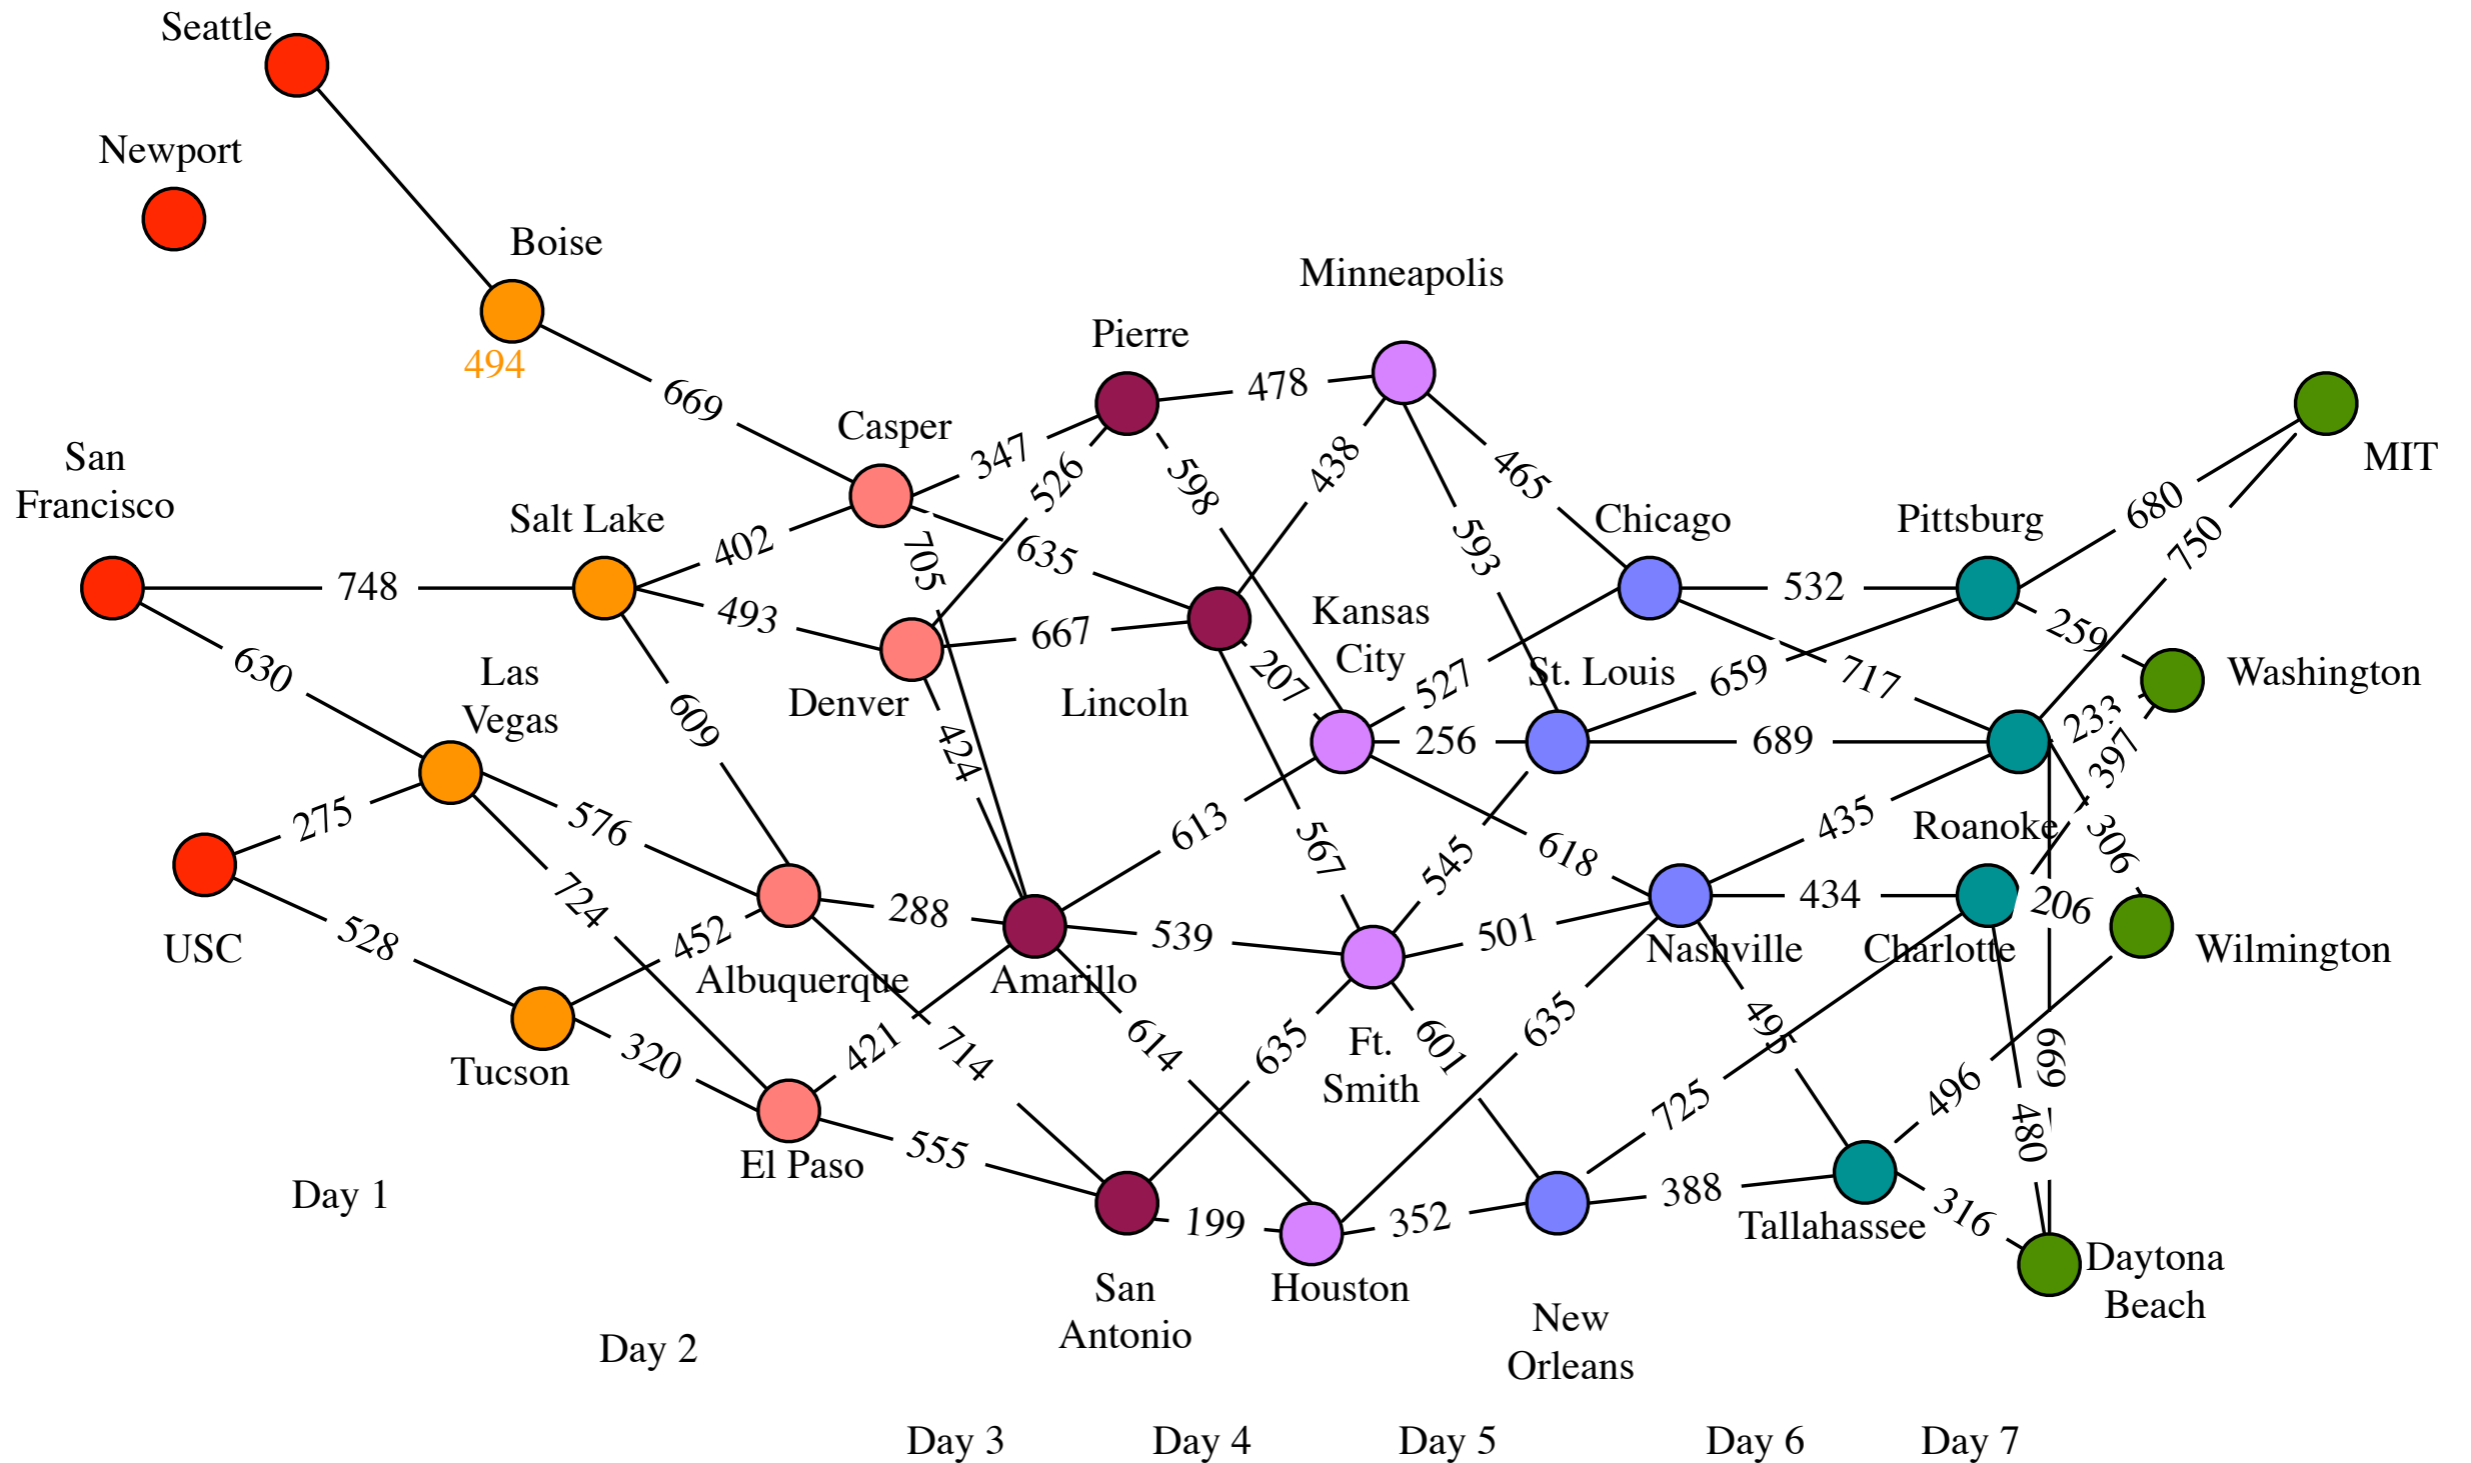 Seattle
Newport
Boise
494
669
San
Francisco
748
630
Salt Lake
402
493
609
Las
Vegas
275
576
724
USC
528
Tucson
452
320
Casper
347
526
705
635
Denver
667
424
Albuquerque
288
714
El Paso
421
555
Pierre
478
598
438
Lincoln
207
567
Amarillo
613
539
614
San
Antonio
199
635
Minneapolis
465
593
Kansas
City
527
256
618
Ft.
Smith
545
501
601
Houston
635
352
Chicago
532
717
St. Louis
659
689
Nashville
435
434
495
New
Orleans
725
388
Pittsburg
680
259
Roanoke
750
233
306
669
Charlotte
397
206
480
Tallahassee
496
316
MIT
Washington
Wilmington
Daytona
Beach
Day 1
Day 2
Day 3
Day 4
Day 5
Day 6
Day 7